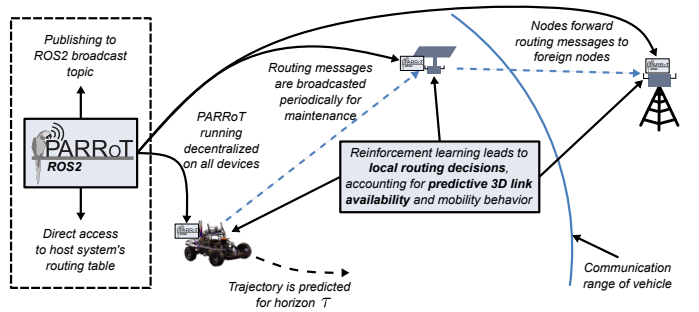 Publishing to
ROS2 broadcast
topic
PARRoT
ROS2
Direct access
to host system's
routing table
PARRoT
running
decentralized
on all devices
Routing messages
are broadcasted
periodically for
maintenance
Nodes forward
routing messages to
foreign nodes
Reinforcement learning leads to
local routing decisions,
accounting for predictive 3D link
availability and mobility behavior
Trajectory is predicted
for horizon τ
Communication
range of vehicle